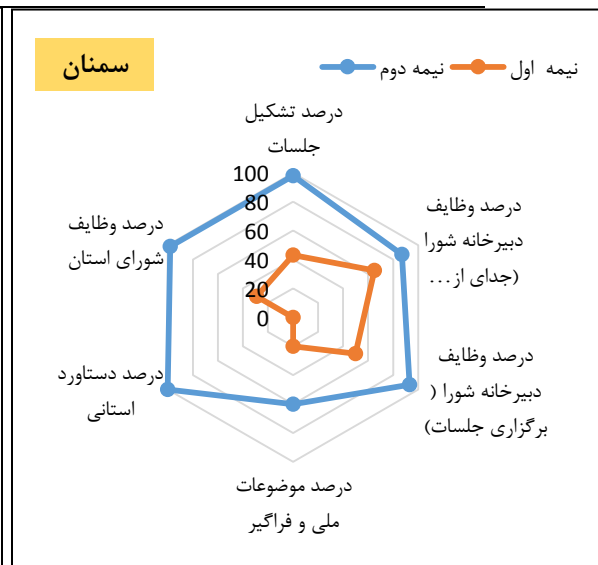 سمنان
نیمه اول
نیمه دوم
درصد تشکیل
جلسات
100
80
60
40
20
0
درصد وظایف
دبیرخانه شورا
(جدای از...
درصد وظایف
دبیرخانه شورا (
برگزاری جلسات)
درصد موضوعات
ملی و فراگیر
درصد دستاورد
استانی
درصد وظایف
شورای استان